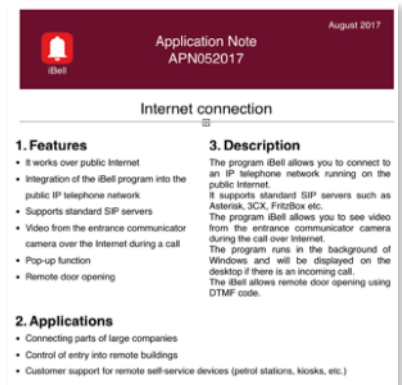 August 2017
Application Note
APN052017
iBell
Internet connection
1. Features
• It works over public Internet
• Integration of the iBell program into the
public IP telephone network
• Supports standard SIP servers
• Video from the entrance communicator
camera over the Internet during a call
• Pop-up function
• Remote door opening
3. Description
The program iBell allows you to connect to
an IP telephone network running on the
public Internet.
It supports standard SIP servers such as
Asterisk, 3CX, FritzBox etc.
The program iBell allows you to see video
from the entrance communicator camera
during the call over Internet.
The program runs in the background of
Windows and will be displayed on the
desktop if there is an incoming call.
The iBell allows remote door opening using
DTMF code.
2. Applications
• Connecting parts of large companies
• Control of entry into remote buildings
• Customer support for remote self-service devices (petrol stations, kiosks, etc.)